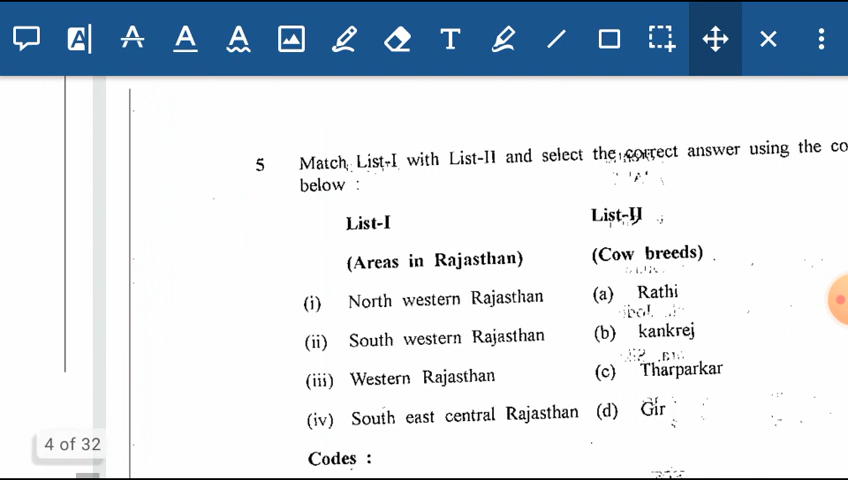 5 Match List-I with List-II and select the correct answer using the co
below :
List-I List-II
(Areas in Rajasthan) (Cow breeds)
(i) North western Rajasthan (a) Rathi
(ii) South western Rajasthan (b) kankrej
(iii) Western Rajasthan (c) Tharparkar
(iv) South east central Rajasthan (d) Gir
4 of 32
Codes :